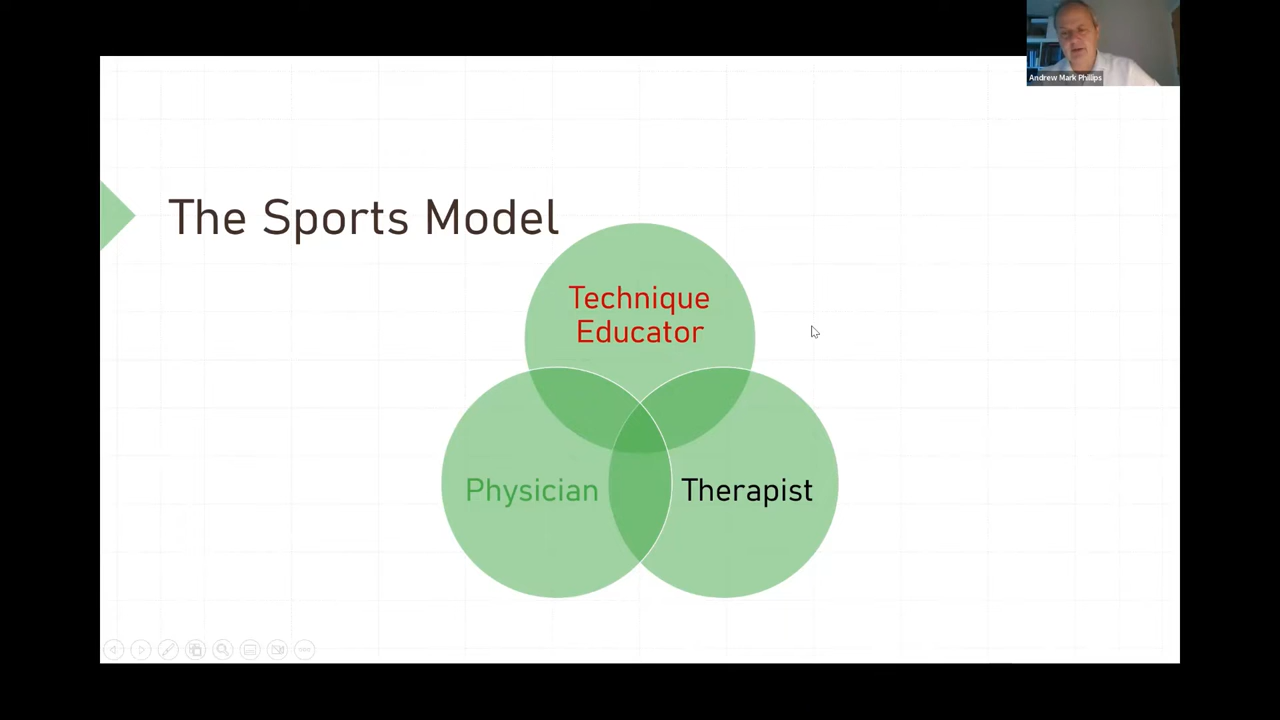 Andrew Mark Phillips
The Sports Model
Technique
Educator
Physician
Therapist